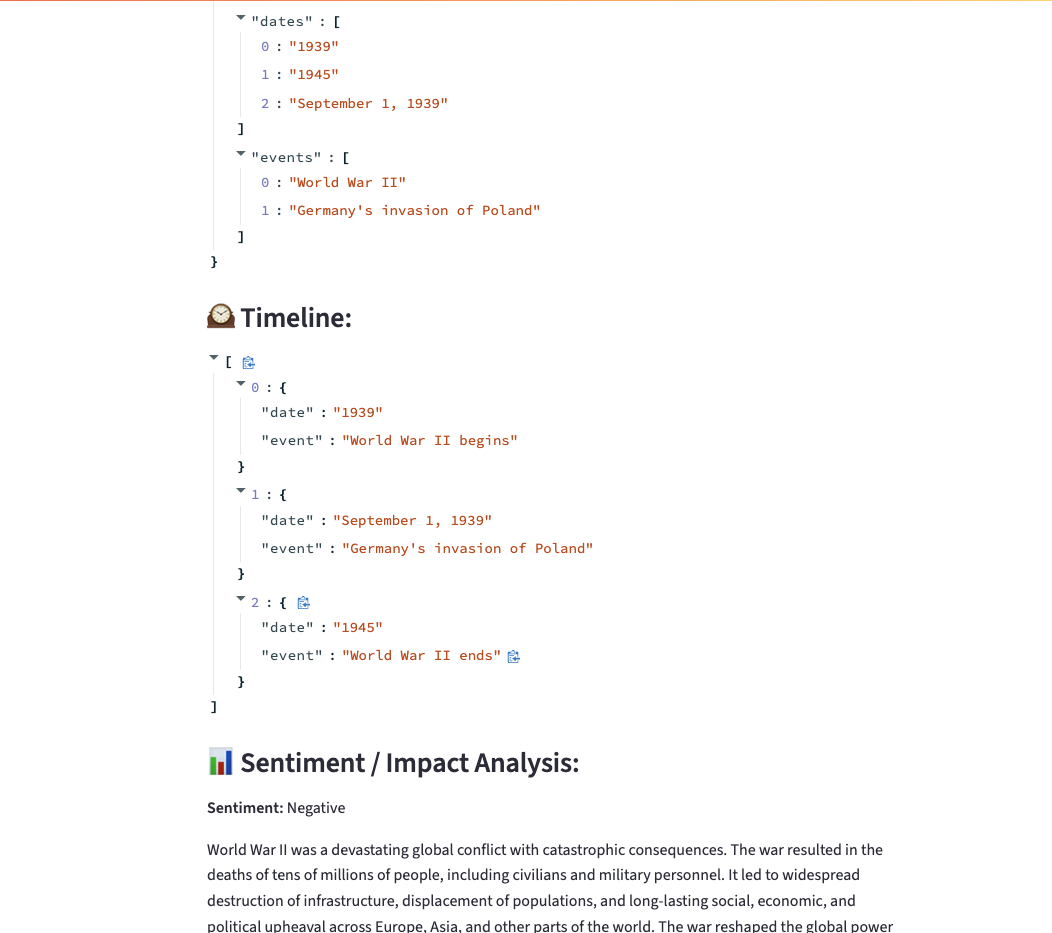 "dates" : [
0 : "1939"
1 : "1945"
2 : "September 1, 1939"
]
"events" : [
0 : "World War II"
1 : "Germany's invasion of Poland"
]
}
Timeline:
[
0 : {
"date" : "1939"
"event" : "World War II begins"
}
1 : {
"date" : "September 1, 1939"
"event" : "Germany's invasion of Poland"
}
2 : {
"date" : "1945"
"event" : "World War II ends"
}
]
Sentiment / Impact Analysis:
Sentiment: Negative
World War II was a devastating global conflict with catastrophic consequences. The war resulted in the
deaths of tens of millions of people, including civilians and military personnel. It led to widespread
destruction of infrastructure, displacement of populations, and long-lasting social, economic, and
political upheaval across Europe, Asia, and other parts of the world. The war reshaped the global power